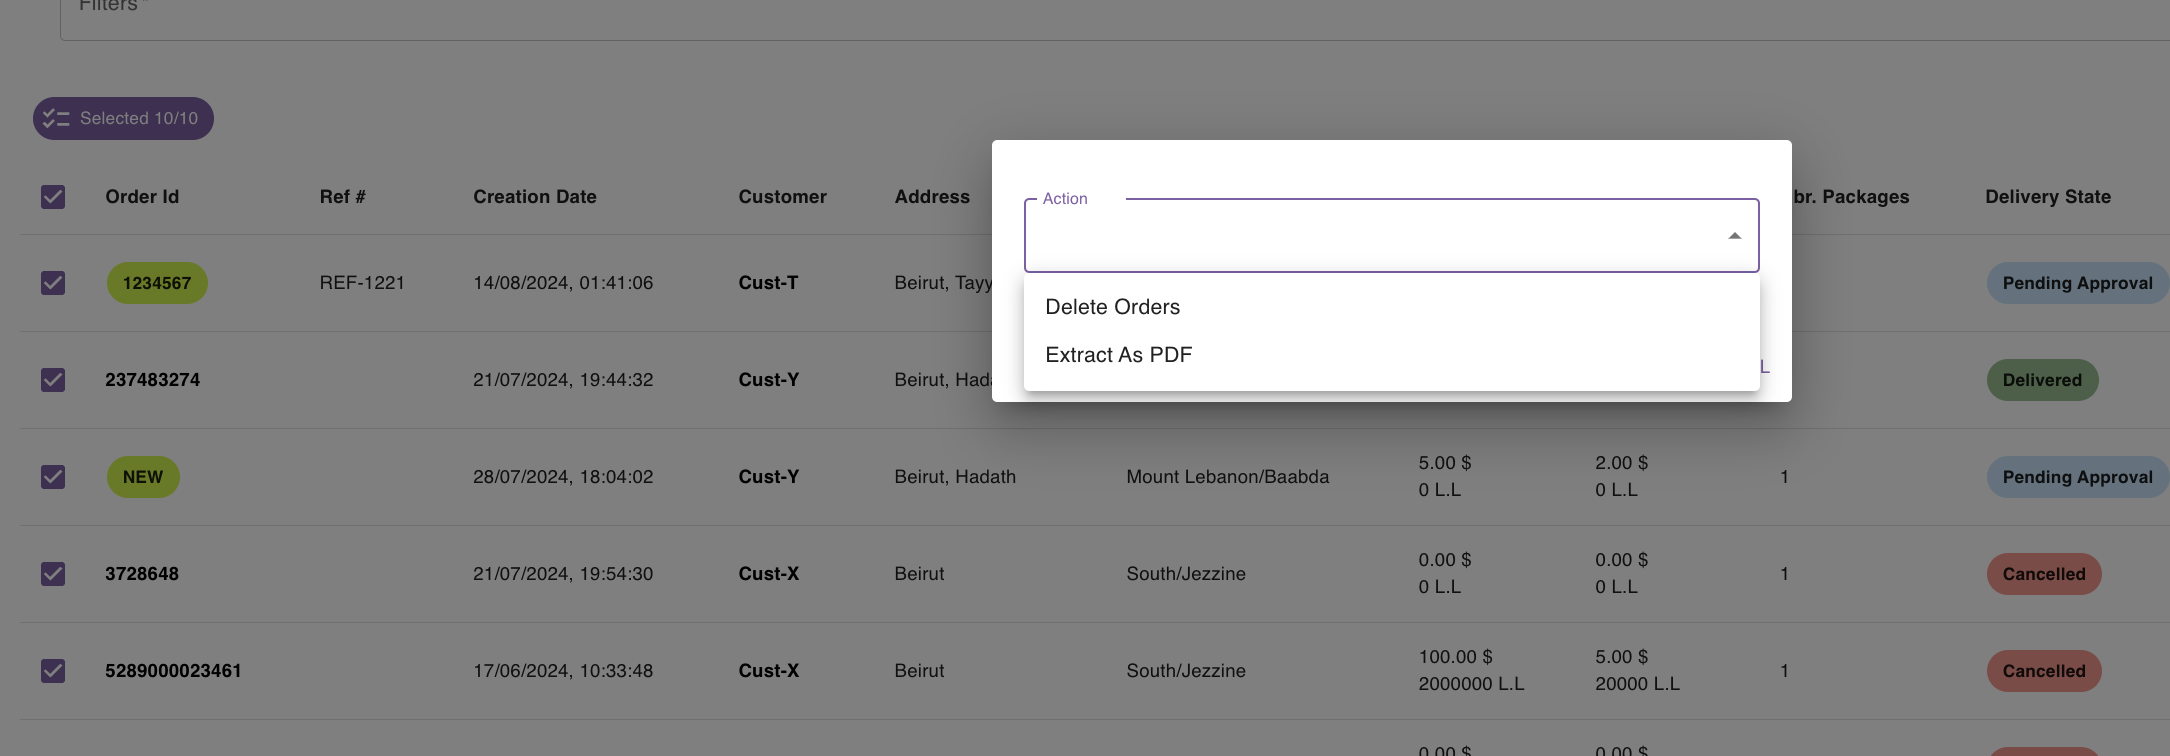 Filters *
Selected 10/10
Order Id Ref # Creation Date Customer Address br. Packages Delivery State
Action
1234567 REF-1221 14/08/2024, 01:41:06 Cust-T Beirut, Tayy Pending Approval
Delete Orders
Extract As PDF
L
237483274 21/07/2024, 19:44:32 Cust-Y Beirut, Hada Delivered
NEW 28/07/2024, 18:04:02 Cust-Y Beirut, Hadath Mount Lebanon/Baabda 5.00 $ 2.00 $ 1 Pending Approval
0 L.L 0 L.L
3728648 21/07/2024, 19:54:30 Cust-X Beirut South/Jezzine 0.00 $ 0.00 $ 1 Cancelled
0 L.L 0 L.L
5289000023461 17/06/2024, 10:33:48 Cust-X Beirut South/Jezzine 100.00 $ 5.00 $ 1 Cancelled
2000000 L.L 20000 L.L
0.00 $ 0.00 $